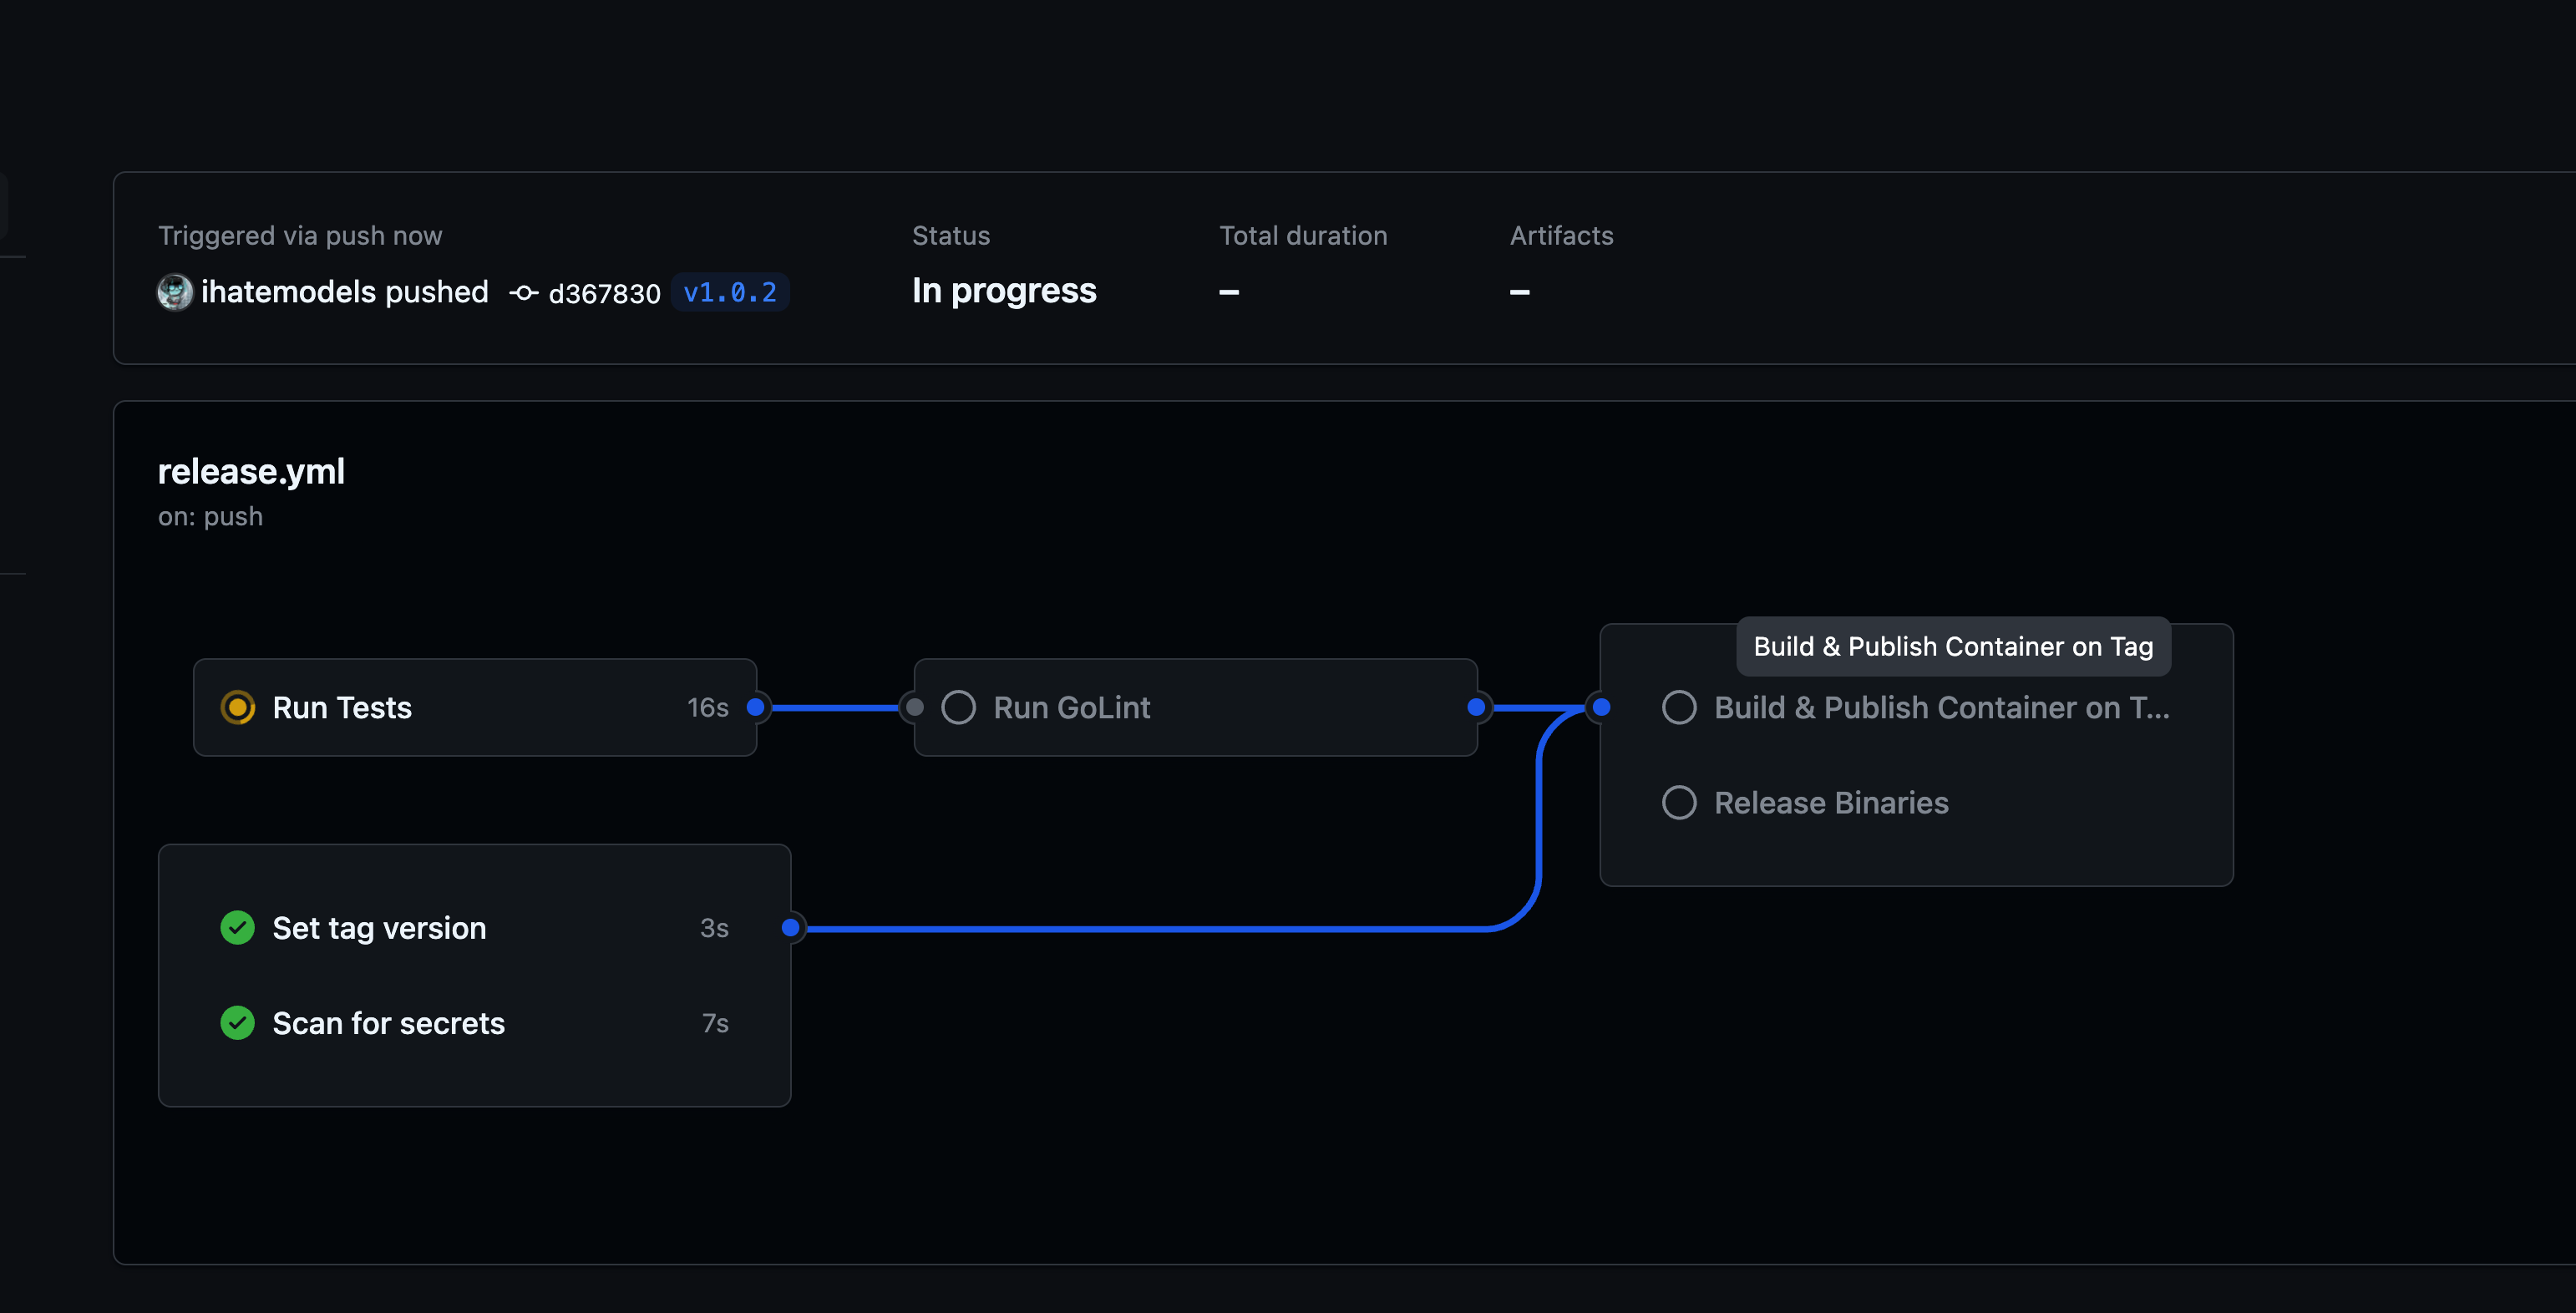 Triggered via push now
ihatemodels pushed d367830 v1.0.2
Status
In progress
Total duration
–
Artifacts
–
release.yml
on: push
Run Tests 16s
Run GoLint
Build & Publish Container on Tag
Build & Publish Container on T...
Release Binaries
Set tag version 3s
Scan for secrets 7s